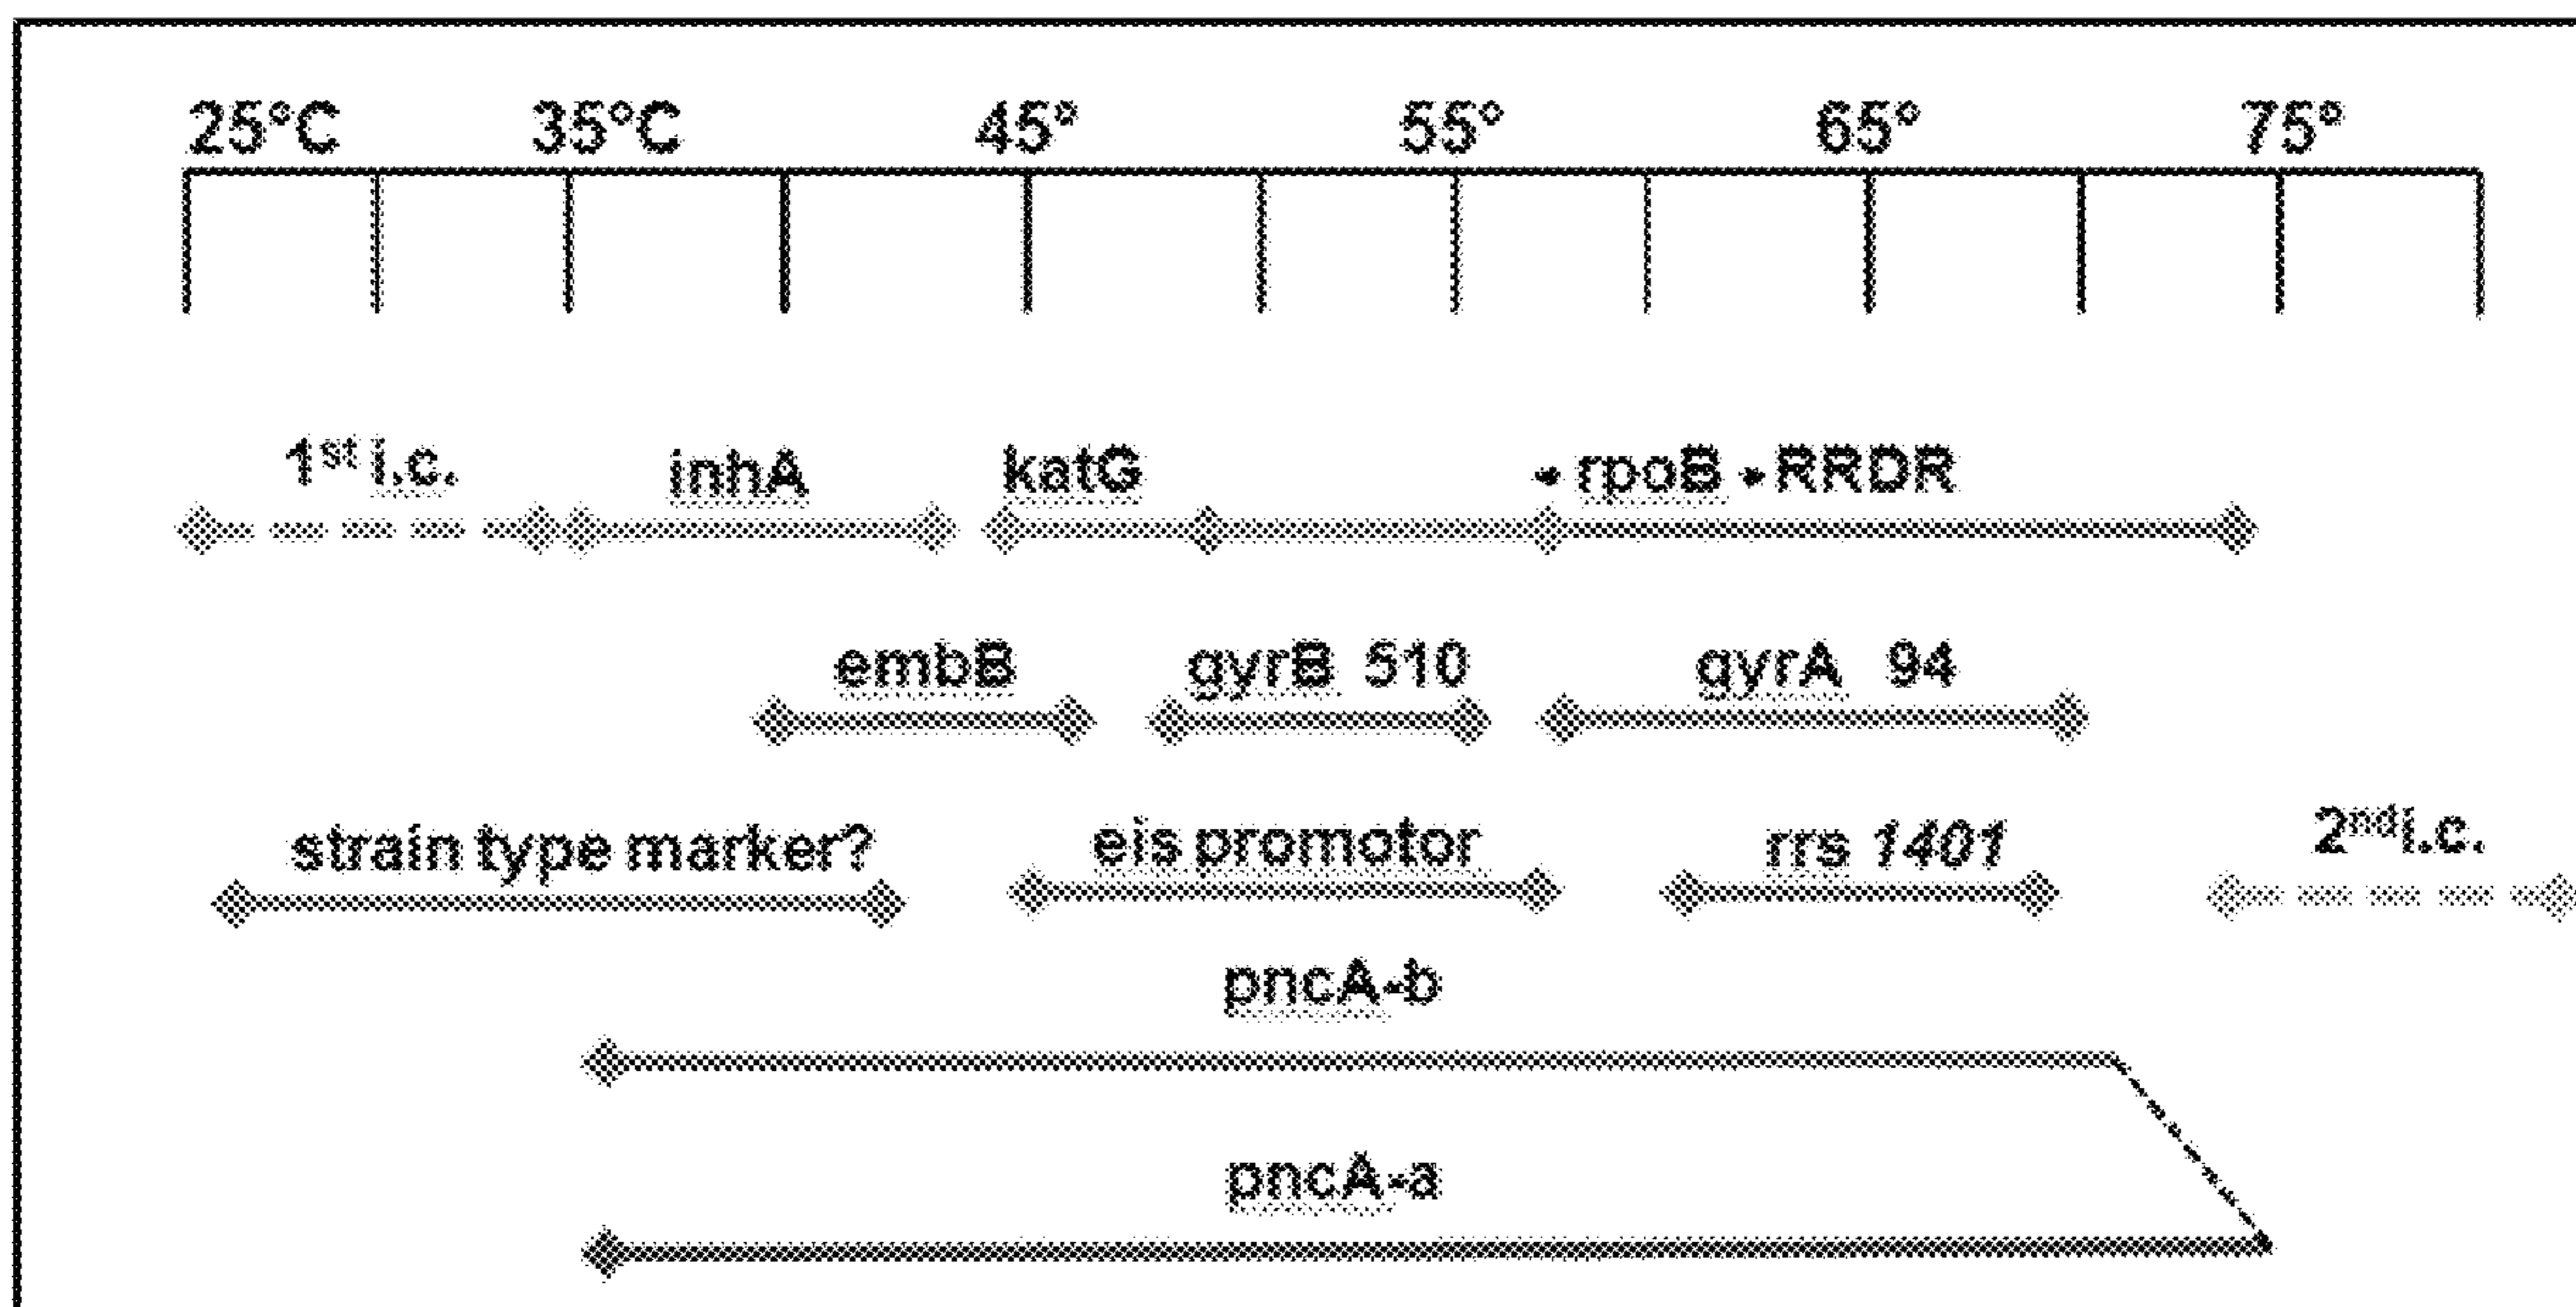 25°C 35°C 45° 55° 65° 75°
1st i.c. inhA katG rpoB RRDR
embB gyrB 510 gyrA 94
strain type marker? eis promotor rrs 1401 2nd i.c.
pncA-b
pncA-a